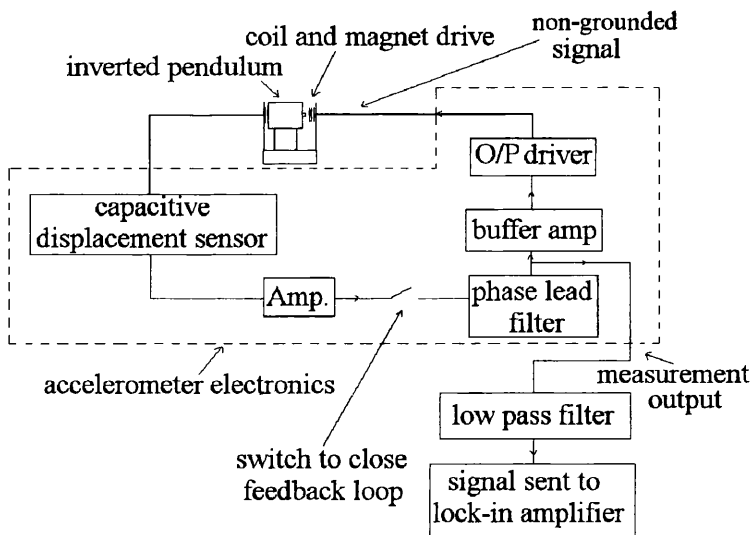 coil and magnet drive
non-grounded
signal
inverted pendulum
O/P driver
capacitive
displacement sensor
buffer amp
Amp.
phase lead
filter
accelerometer electronics
measurement
output
low pass filter
switch to close
feedback loop
signal sent to
lock-in amplifier